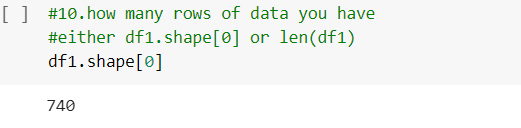 [ ] #10.how many rows of data you have
#either df1.shape[0] or len(df1)
df1.shape[0]
740